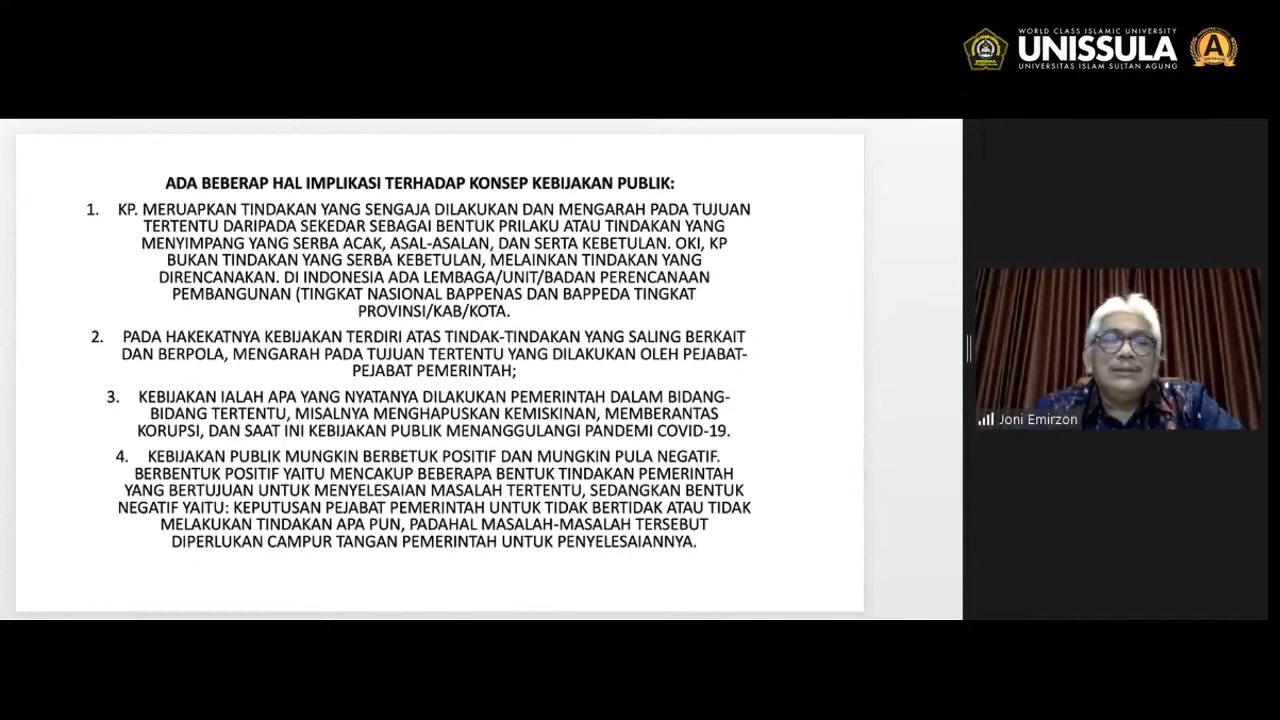 WORLD CLASS ISLAMIC UNIVERSITY
UNISSULA
UNIVERSITAS ISLAM SULTAN AGUNG
A
ADA BEBERAP HAL IMPLIKASI TERHADAP KONSEP KEBIJAKAN PUBLIK:
1. KP. MERUAPKAN TINDAKAN YANG SENGAJA DILAKUKAN DAN MENGARAH PADA TUJUAN
TERTENTU DARIPADA SEKEDAR SEBAGAI BENTUK PRILAKU ATAU TINDAKAN YANG
MENYIMPANG YANG SERBA ACAK, ASAL-ASALAN, DAN SERTA KEBETULAN. OKI, KP
BUKAN TINDAKAN YANG SERBA KEBETULAN, MELAINKAN TINDAKAN YANG
DIRENCANAKAN. DI INDONESIA ADA LEMBAGA/UNIT/BADAN PERENCANAAN
PEMBANGUNAN (TINGKAT NASIONAL BAPPENAS DAN BAPPEDA TINGKAT
PROVINSI/KAB/KOTA.
2. PADA HAKEKATNYA KEBIJAKAN TERDIRI ATAS TINDAK-TINDAKAN YANG SALING BERKAIT
DAN BERPOLA, MENGARAH PADA TUJUAN TERTENTU YANG DILAKUKAN OLEH PEJABAT-
PEJABAT PEMERINTAH;
3. KEBIJAKAN IALAH APA YANG NYATANYA DILAKUKAN PEMERINTAH DALAM BIDANG-
BIDANG TERTENTU, MISALNYA MENGHAPUSKAN KEMISKINAN, MEMBERANTAS
KORUPSI, DAN SAAT INI KEBIJAKAN PUBLIK MENANGGULANGI PANDEMI COVID-19.
4. KEBIJAKAN PUBLIK MUNGKIN BERBETUK POSITIF DAN MUNGKIN PULA NEGATIF.
BERBENTUK POSITIF YAITU MENCAKUP BEBERAPA BENTUK TINDAKAN PEMERINTAH
YANG BERTUJUAN UNTUK MENYELESAIAN MASALAH TERTENTU, SEDANGKAN BENTUK
NEGATIF YAITU: KEPUTUSAN PEJABAT PEMERINTAH UNTUK TIDAK BERTIDAK ATAU TIDAK
MELAKUKAN TINDAKAN APA PUN, PADAHAL MASALAH-MASALAH TERSEBUT
DIPERLUKAN CAMPUR TANGAN PEMERINTAH UNTUK PENYELESAIANNYA.
Joni Emirzon